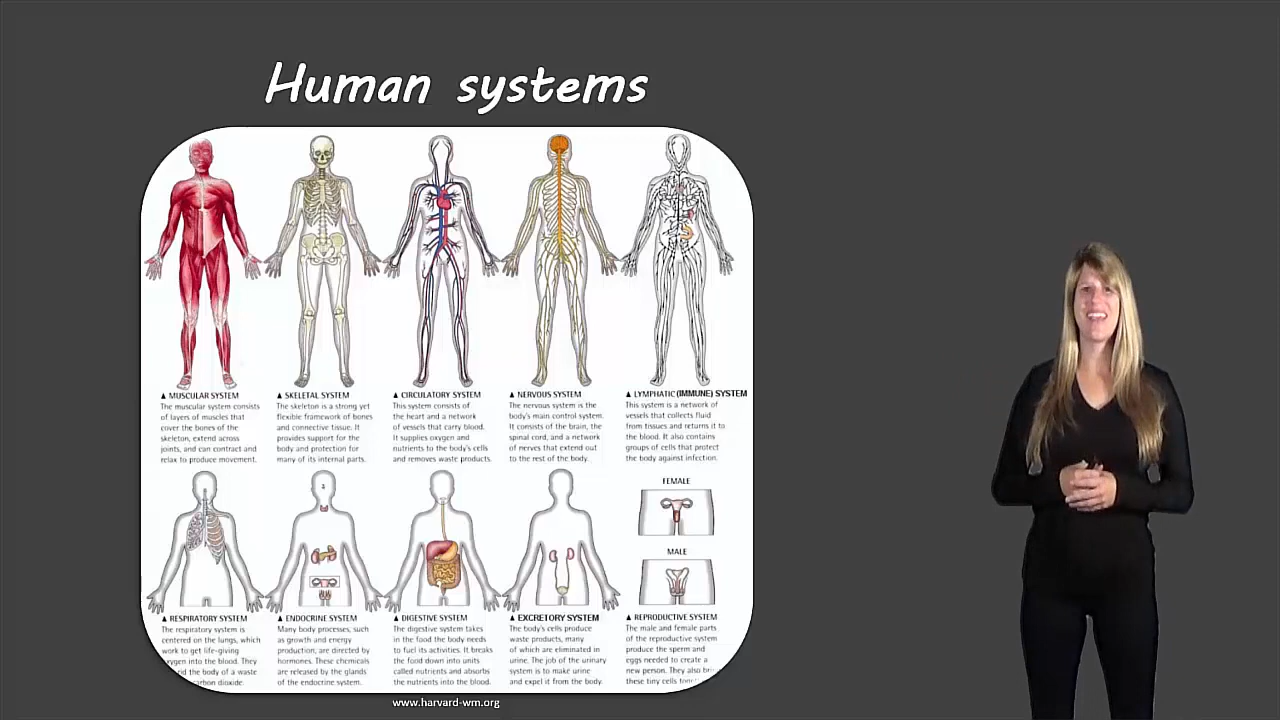 Human systems
▲ MUSCULAR SYSTEM
The muscular system consists
of layers of muscles that
cover the bones of the
skeleton, extend across
joints, and can contract and
relax to produce movement.
▲ SKELETAL SYSTEM
The skeleton is a strong yet
flexible framework of bones
and connective tissue. It
provides support for the
body and protection for
many of its internal parts.
▲ CIRCULATORY SYSTEM
This system consists of
the heart and a network
of vessels that carry blood.
It supplies oxygen and
nutrients to the body's cells
and removes waste products.
▲ NERVOUS SYSTEM
The nervous system is the
body's main control system.
It consists of the brain, the
spinal cord, and a network
of nerves that extend out
to the rest of the body.
▲ LYMPHATIC (IMMUNE) SYSTEM
This system is a network of
vessels that collects fluid
from tissues and returns it to
the blood. It also contains
groups of cells that protect
the body against infection.
▲ RESPIRATORY SYSTEM
The respiratory system is
centered on the lungs, which
work to get life-giving
oxygen into the blood. They
rid the body of a waste
carbon dioxide.
▲ ENDOCRINE SYSTEM
Many body processes, such
as growth and energy
production, are directed by
hormones. These chemicals
are released by the glands
of the endocrine system.
▲ DIGESTIVE SYSTEM
The digestive system takes
in the food the body needs
to fuel its activities. It breaks
the food down into units
called nutrients and absorbs
the nutrients into the blood.
▲ EXCRETORY SYSTEM
The body's cells produce
waste products, many
of which are eliminated in
urine. The job of the urinary
system is to make urine
and expel it from the body.
FEMALE
MALE
▲ REPRODUCTIVE SYSTEM
The male and female parts
of the reproductive system
produce the sperm and
eggs needed to create a
new person. They also
these tiny cells
www.harvard-wm.org